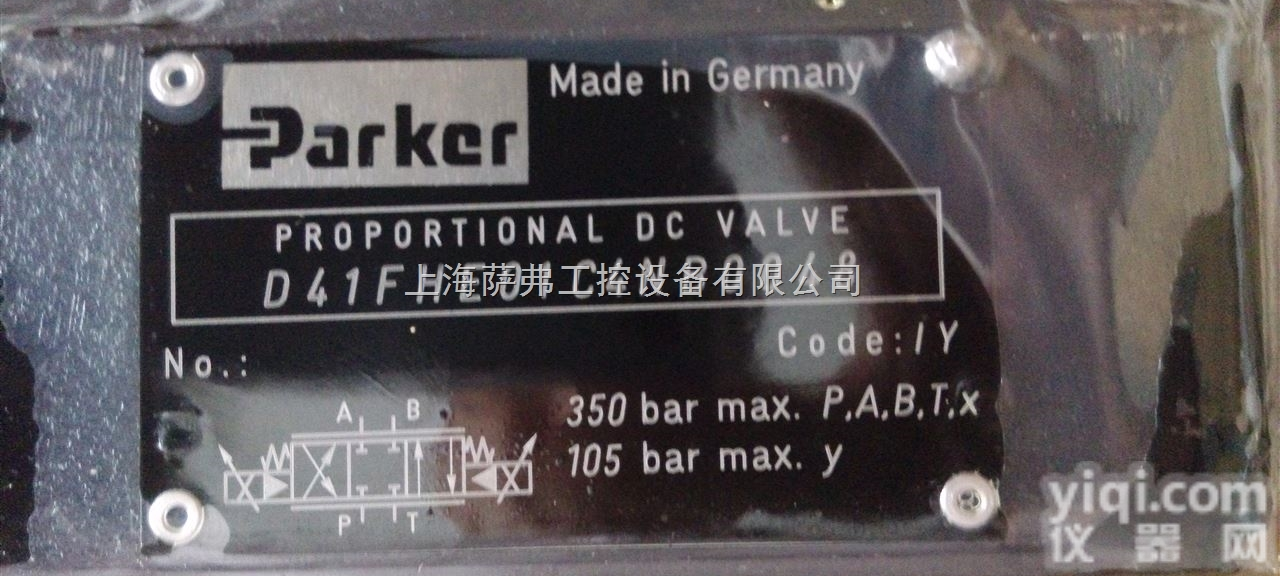 Parker
Made in Germany
PROPORTIONAL DC VALVE
上海萨弗工控设备有限公司
Code:/Y
No.:
350 bar max. P,A,B,T,x
105 bar max. y
A B
P T
yiqi.com
仪器网